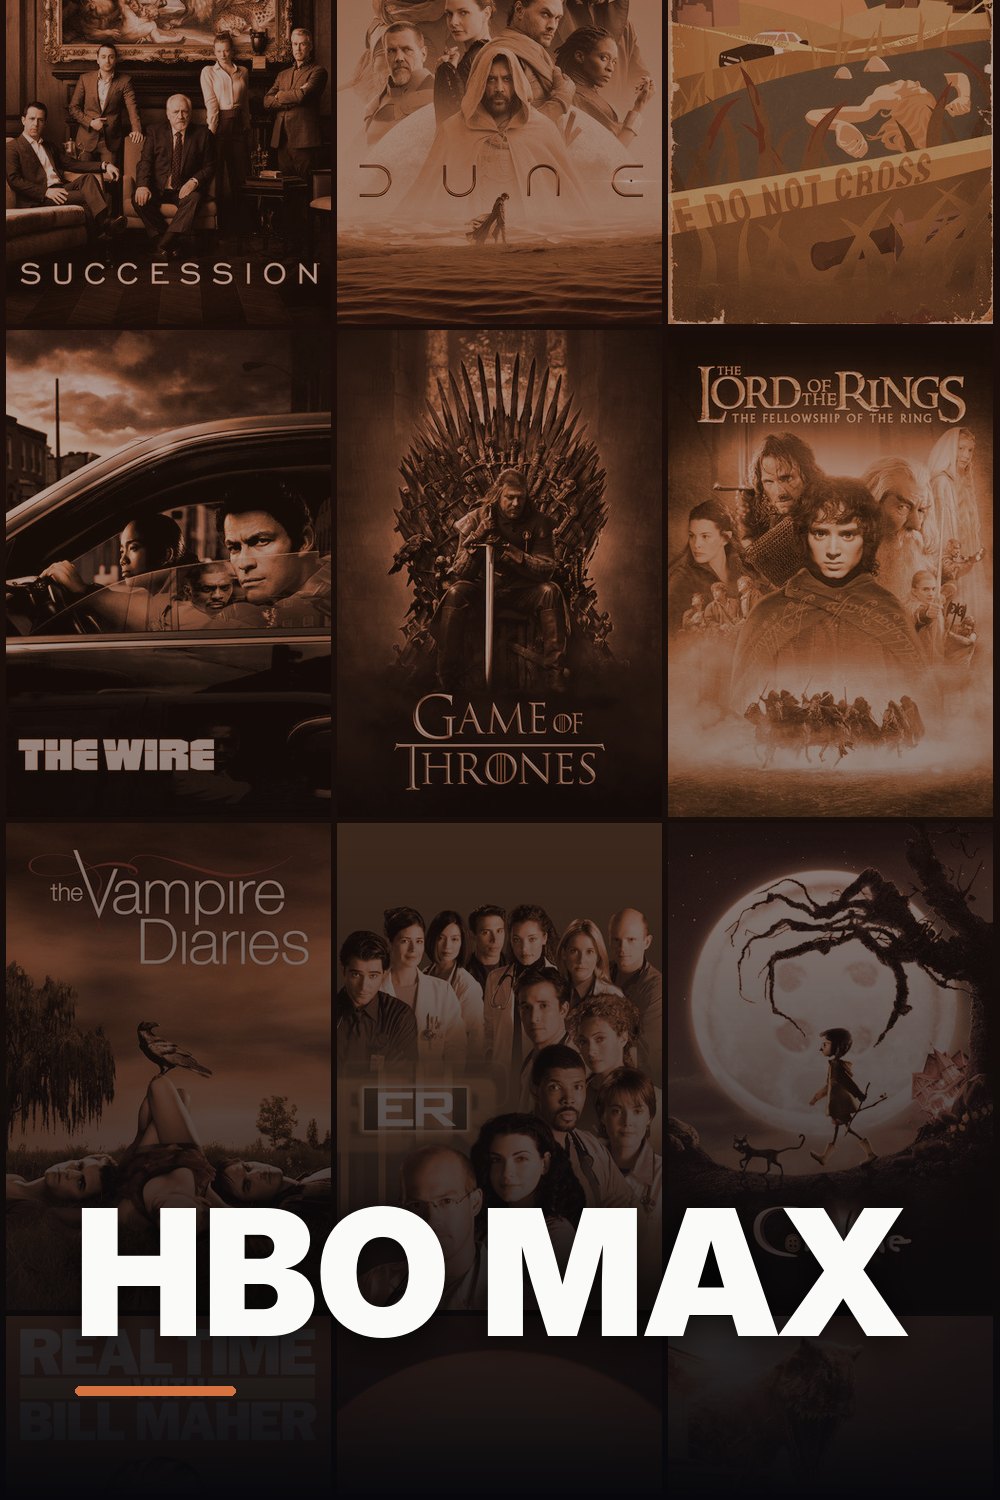 SUCCESSION
DUNE
E DO NOT CROSS
THE WIRE
GAME OF
THRONES
THE
LORD OF THE RINGS
THE FELLOWSHIP OF THE RING
the Vampire
Diaries
ER
HBO MAX
REAL TIME
WITH
BILL MAHER